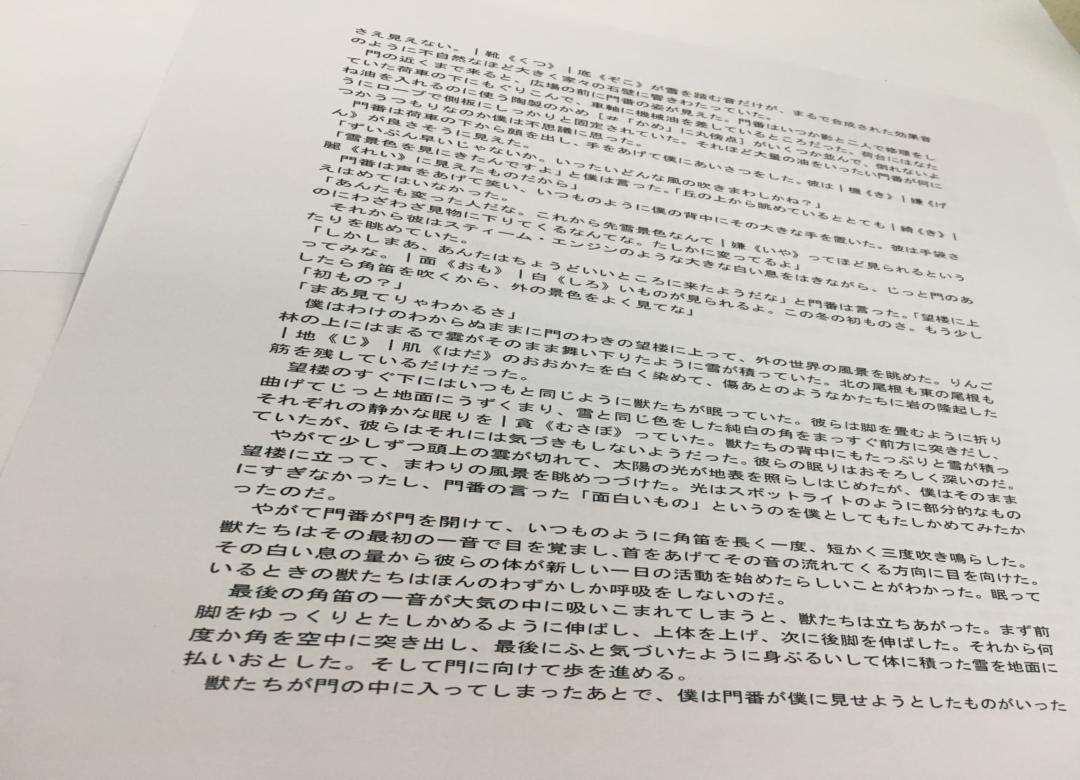 さえ見えない。｜靴《くつ》｜底《ぞこ》が雪を踏む音だけが、まるで合成された効果音
のように不自然なほど大きく家々の石壁に響きわたっていた。
　門の近くまで来ると、広場の前に門番の姿が見えた。門番はいつか影と二人で修理をし
ていた荷車の下にもぐりこんで、車軸に機械油を差しているところだった。荷台にはなた
ね油を入れるのに使う陶製のかめ［＃「かめ」に丸傍点］がいくつか並んで、倒れないよ
うにロープで側板にしっかりと固定されていた。それほど大量の油をいったい門番が何に
つかうつもりなのか僕は不思議に思った。
　門番は荷車の下から顔を出し、手をあげて僕にあいさつをした。彼は｜機《き》｜嫌《げ
ん》が良さそうに見えた。
「ずいぶん早いじゃないか。いったいどんな風の吹きまわしかね？」
「雪景色を見にきたんですよ」と僕は言った。「丘の上から眺めているととても｜綺《き》｜
麗《れい》に見えたものだから」
　門番は声をあげて笑い、いつものように僕の背中にその大きな手を置いた。彼は手袋さ
えはめてはいなかった。
「あんたも変った人だな。これから先雪景色なんて｜嫌《いや》ってほど見られるという
のにわざわざ見物に下りてくるなんてな。たしかに変ってるよ」
　それから彼はスティーム・エンジンのような大きな白い息をはきながら、じっと門のあ
たりを眺めていた。
「しかしまあ、あんたはちょうどいいところに来たようだな」と門番は言った。「望楼に上
ってみな。｜面《おも》｜白《しろ》いものが見られるよ。この冬の初ものさ。もう少し
したら角笛を吹くから、外の景色をよく見てな」
「初もの？」
「まあ見てりゃわかるさ」
　僕はわけのわからぬままに門のわきの望楼に上って、外の世界の風景を眺めた。りんご
林の上にはまるで雲がそのまま舞い下りたように雪が積っていた。北の尾根も東の尾根も
｜地《じ》｜肌《はだ》のおおかたを白く染めて、傷あとのようなかたちに岩の隆起した
筋を残しているだけだった。
　望楼のすぐ下にはいつもと同じように獣たちが眠っていた。彼らは脚を畳むように折り
曲げてじっと地面にうずくまり、雪と同じ色をした純白の角をまっすぐ前方に突きだし、
それぞれの静かな眠りを｜貪《むさぼ》っていた。獣たちの背中にもたっぷりと雪が積っ
ていたが、彼らはそれには気づきもしないようだった。彼らの眠りはおそろしく深いのだ。
　やがて少しずつ頭上の雲が切れて、太陽の光が地表を照らしはじめたが、僕はそのまま
望楼に立って、まわりの風景を眺めつづけた。光はスポットライトのように部分的なもの
にすぎなかったし、門番の言った「面白いもの」というのを僕としてもたしかめてみたか
ったのだ。
　やがて門番が門を開けて、いつものように角笛を長く一度、短かく三度吹き鳴らした。
獣たちはその最初の一音で目を覚まし、首をあげてその音の流れてくる方向に目を向けた。
その白い息の量から彼らの体が新しい一日の活動を始めたらしいことがわかった。眠って
いるときの獣たちはほんのわずかしか呼吸をしないのだ。
　最後の角笛の一音が大気の中に吸いこまれてしまうと、獣たちは立ちあがった。まず前
脚をゆっくりとたしかめるように伸ばし、上体を上げ、次に後脚を伸ばした。それから何
度か角を空中に突き出し、最後にふと気づいたように身ぶるいして体に積った雪を地面に
払いおとした。そして門に向けて歩を進める。
　獣たちが門の中に入ってしまったあとで、僕は門番が僕に見せようとしたものがいった